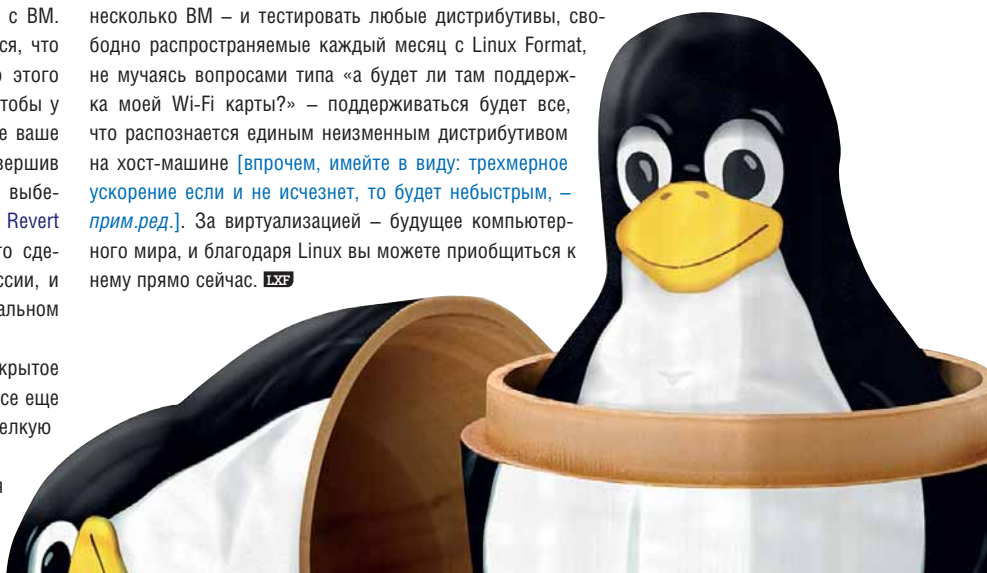 с ВМ.
ся, что
о этого
тобы у
е ваше
вершив
выбе-
Revert
го сде-
ссии, и
альном
крытое
се еще
елкую
я
несколько ВМ – и тестировать любые дистрибутивы, сво-
бодно распространяемые каждый месяц с Linux Format,
не мучаясь вопросами типа «а будет ли там поддерж-
ка моей Wi-Fi карты?» – поддерживаться будет все,
что распознается единым неизменным дистрибутивом
на хост-машине [впрочем, имейте в виду: трехмерное
ускорение если и не исчезнет, то будет небыстрым, –
прим.ред.]. За виртуализацией – будущее компьютер-
ного мира, и благодаря Linux вы можете приобщиться к
нему прямо сейчас. LXF